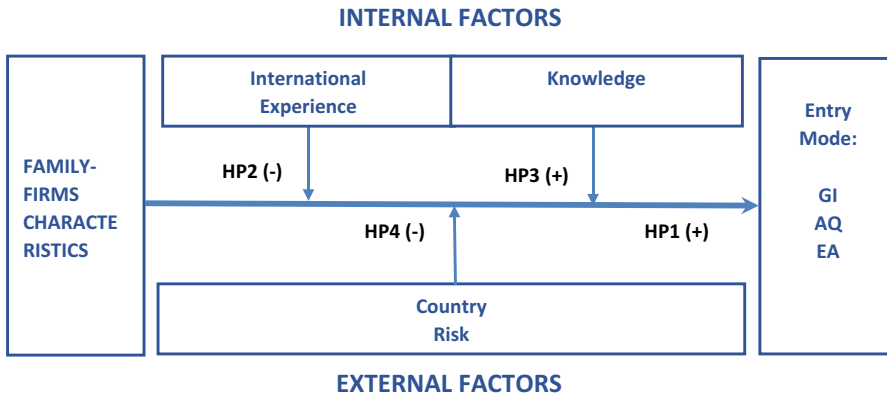 INTERNAL FACTORS
International
Experience
Knowledge
FAMILY-
FIRMS
CHARACTE
RISTICS
Entry
Mode:
GI
AQ
EA
HP2 (-)
HP3 (+)
HP4 (-)
HP1 (+)
Country
Risk
EXTERNAL FACTORS